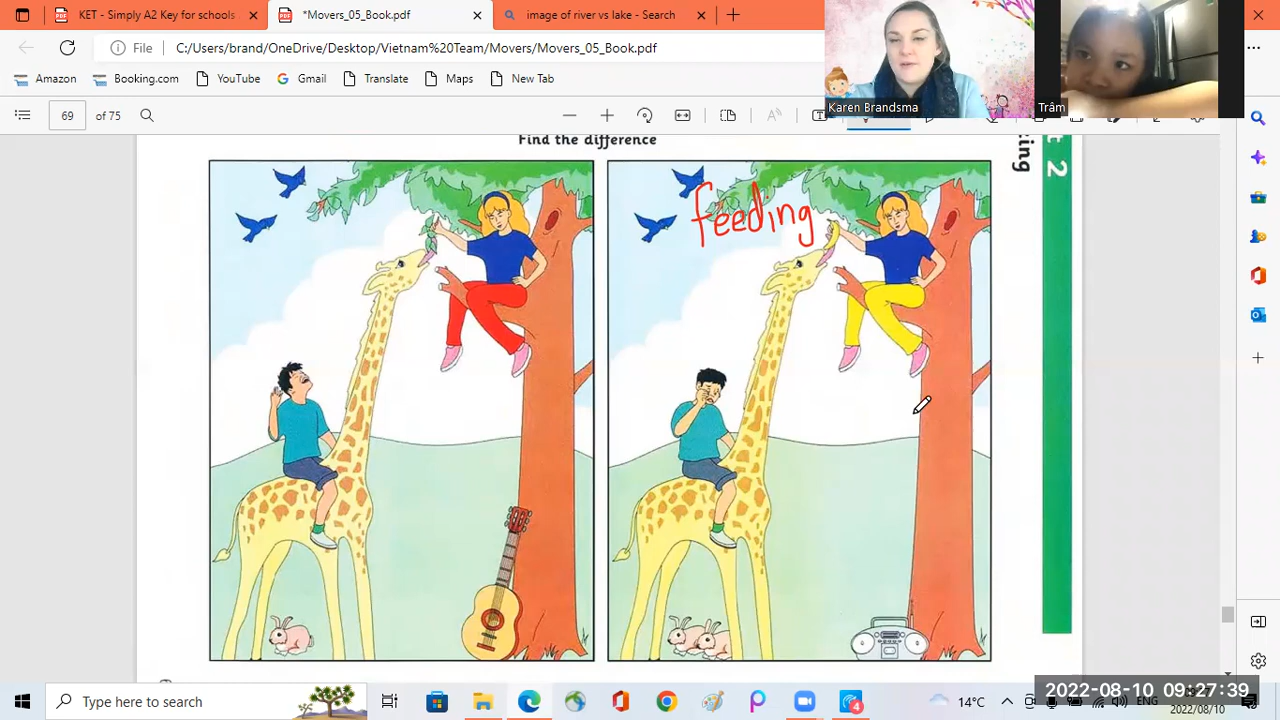 KET - Simply A2 Key for schools
*Movers_05_Book.pdf
image of river vs lake - Search
File
C:/Users/brand/OneDrive/Desktop/Vietnam%20Team/Movers/Movers_05_Book.pdf
Amazon
Booking.com
YouTube
Gmail
Translate
Maps
New Tab
Karen Brandsma
Trâm
69
of 75
Find the difference
feeding
t 2
ing
Type here to search
4
14°C
ENG
2022-08-10 09:27:39
2022/08/10